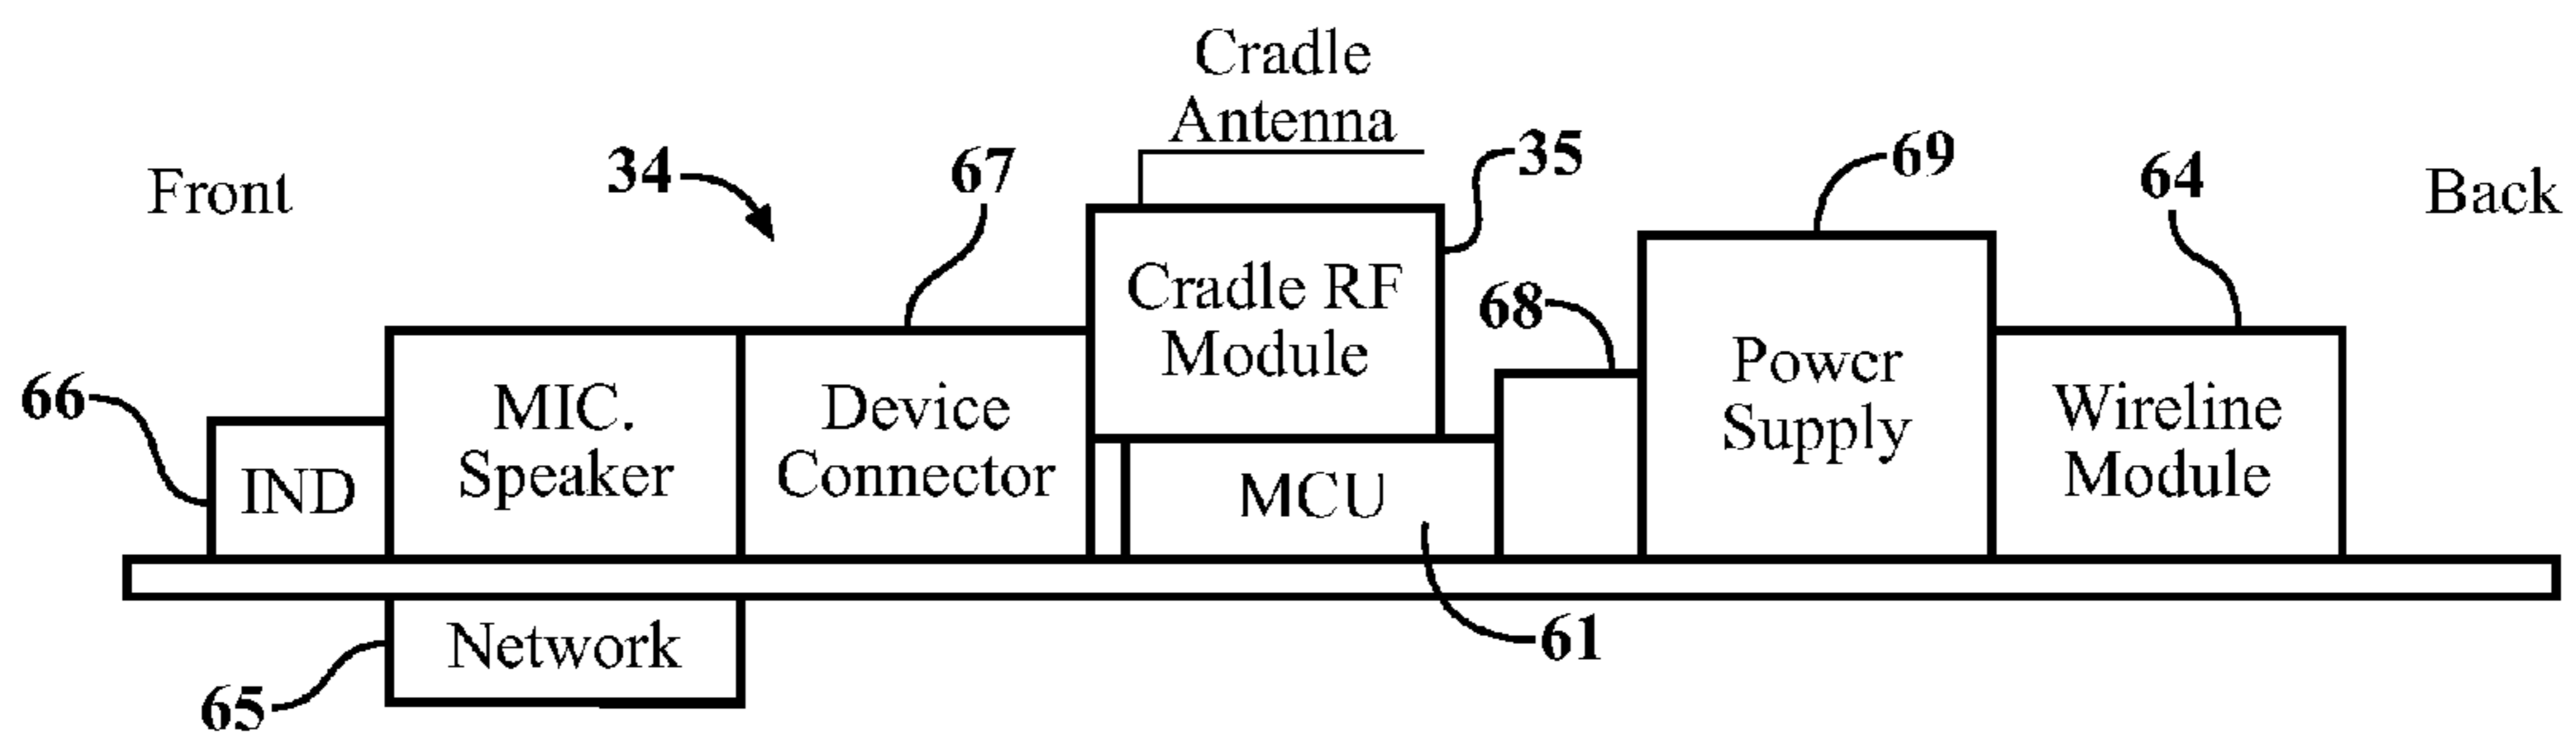 Cradle
Antenna
Front
34
67
35
69
64
Back
Cradle RF
Module
68
66
IND
MIC.
Speaker
Device
Connector
MCU
Power
Supply
Wireline
Module
Network
65
61